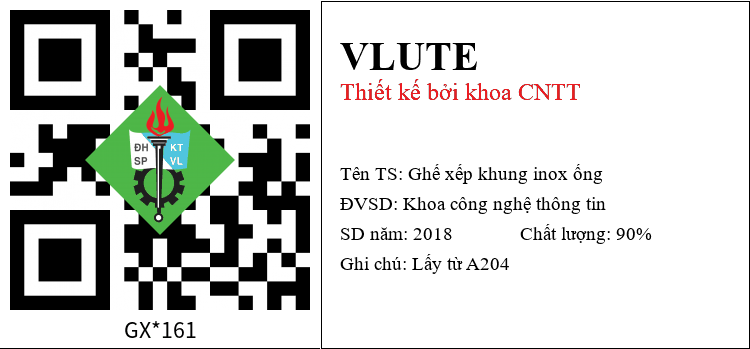 ĐH KT
SP VL
GX*161
VLUTE
Thiết kế bởi khoa CNTT
Tên TS: Ghế xếp khung inox ống
ĐVSD: Khoa công nghệ thông tin
SD năm: 2018 Chất lượng: 90%
Ghi chú: Lấy từ A204